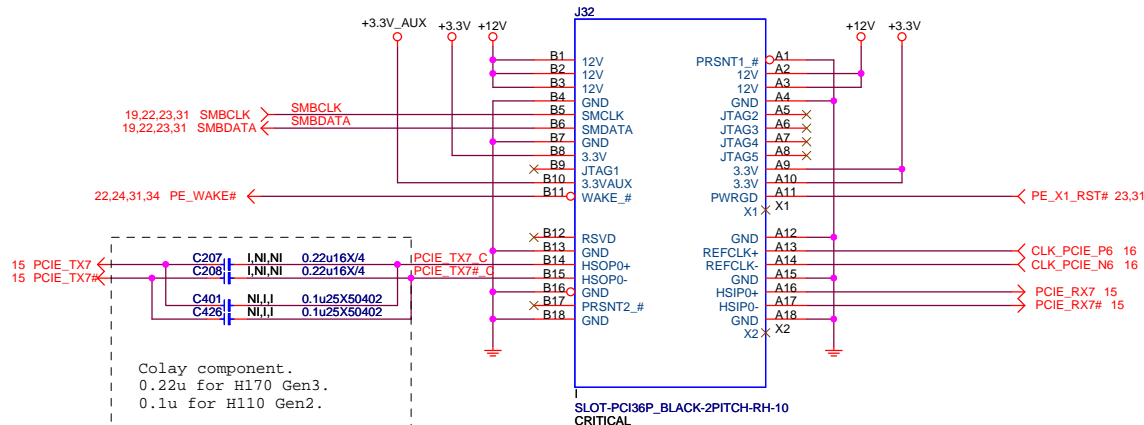 J32
+3.3V_AUX +3.3V +12V
+12V +3.3V
B1 12V PRSNT1_# A1
B2 12V 12V A2
B3 12V 12V A3
B4 GND GND A4
19,22,23,31 SMBCLK SMBCLK B5 SMCLK JTAG2 A5
19,22,23,31 SMBDATA SMBDATA B6 SMDATA JTAG3 A6
B7 GND JTAG4 A7
B8 3.3V JTAG5 A8
B9 JTAG1 3.3V A9
B10 3.3VAUX 3.3V A10
22,24,31,34 PE_WAKE# B11 WAKE_# PWRGD A11 PE_X1_RST# 23,31
X1 X1
B12 RSVD GND A12
B13 GND REFCLK+ A13 CLK_PCIE_P6 16
15 PCIE_TX7 C207 I,NI,NI 0.22u16X/4 PCIE_TX7_C B14 HSOP0+ REFCLK- A14 CLK_PCIE_N6 16
15 PCIE_TX7# C208 I,NI,NI 0.22u16X/4 PCIE_TX7#_C B15 HSOP0- GND A15
B16 GND HSIP0+ A16 PCIE_RX7 15
C401 NI,I,I 0.1u25X50402 B17 PRSNT2_# HSIP0- A17 PCIE_RX7# 15
C426 NI,I,I 0.1u25X50402 B18 GND GND A18
X2 X2
Colay component.
0.22u for H170 Gen3.
0.1u for H110 Gen2.
SLOT-PCI36P_BLACK-2PITCH-RH-10
CRITICAL